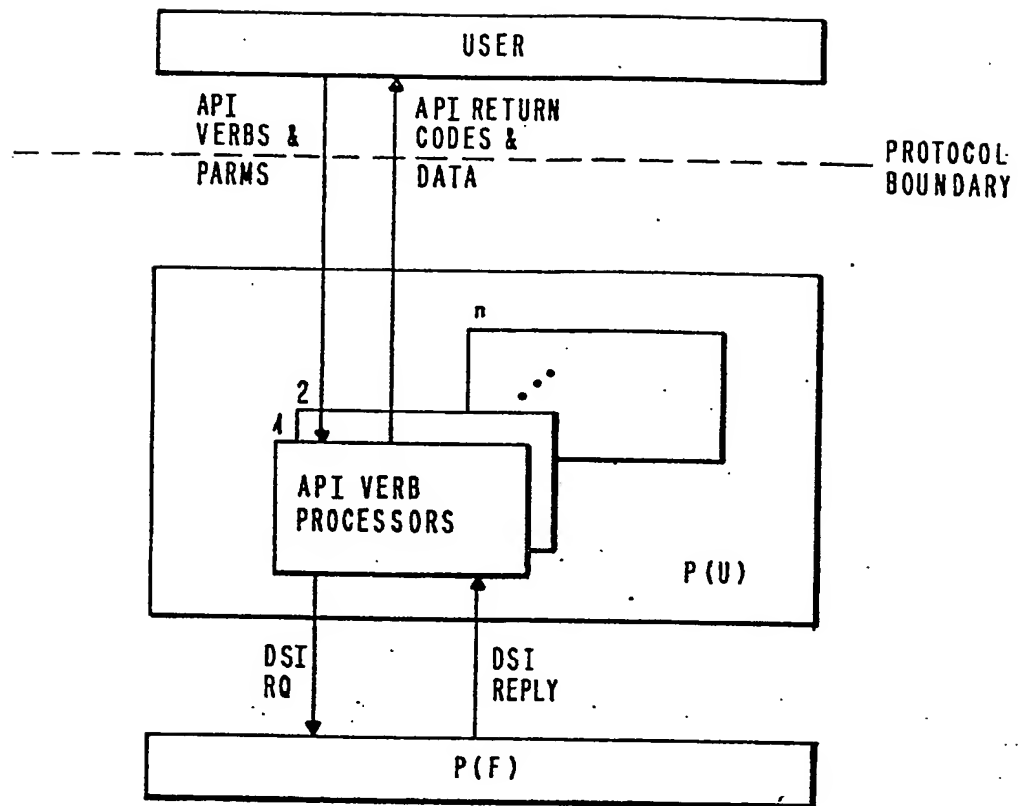 USER
API
VERBS &
PARMS
API RETURN
CODES &
DATA
PROTOCOL
BOUNDARY
n
2
1
API VERB
PROCESSORS
P(U)
DSI
RQ
DSI
REPLY
P(F)